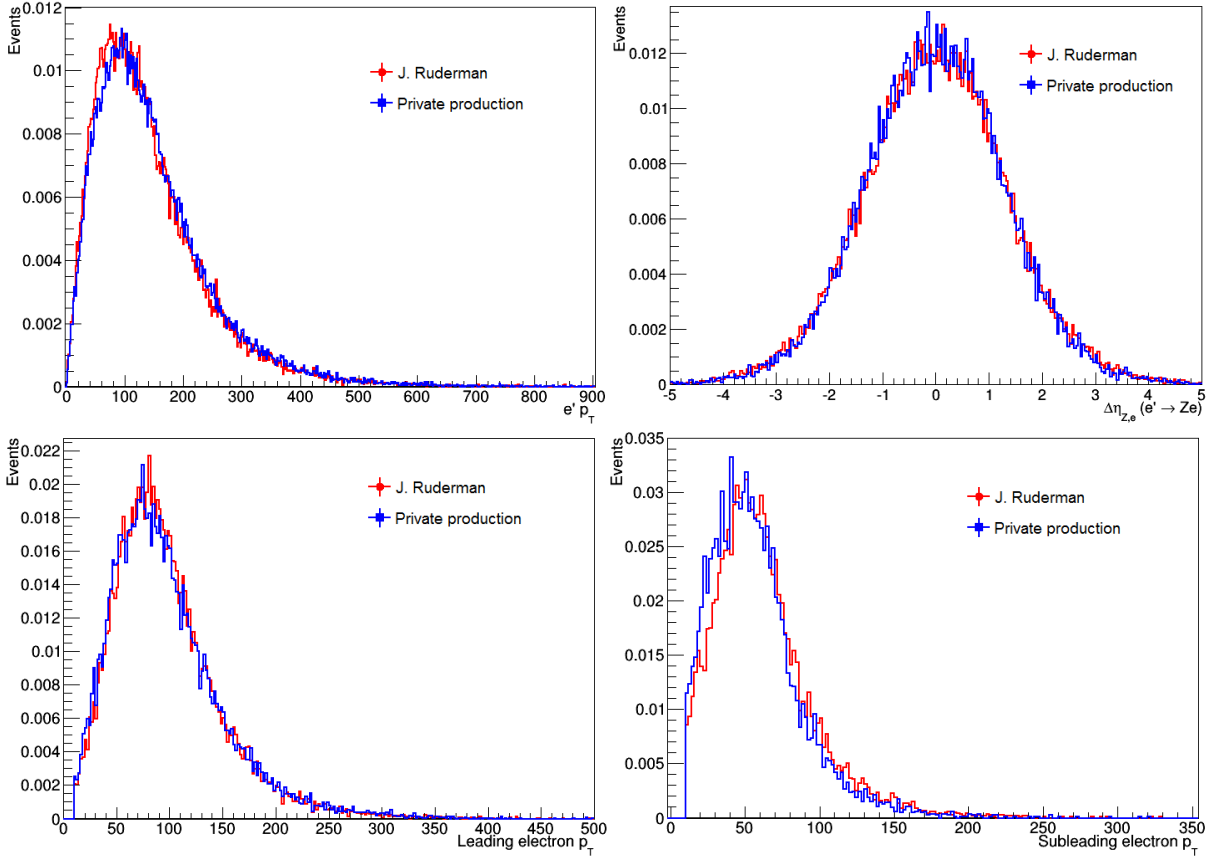 Events
0.012
0.01
0.008
0.006
0.004
0.002
0
J. Ruderman
Private production
0 100 200 300 400 500 600 700 800 900
e' p_T
Events
0.012
0.01
0.008
0.006
0.004
0.002
0
J. Ruderman
Private production
-5 -4 -3 -2 -1 0 1 2 3 4 5
Δη_Z,e (e' → Ze)
Events
0.022
0.02
0.018
0.016
0.014
0.012
0.01
0.008
0.006
0.004
0.002
0
J. Ruderman
Private production
0 50 100 150 200 250 300 350 400 450 500
Leading electron p_T
Events
0.035
0.03
0.025
0.02
0.015
0.01
0.005
0
J. Ruderman
Private production
0 50 100 150 200 250 300 350
Subleading electron p_T